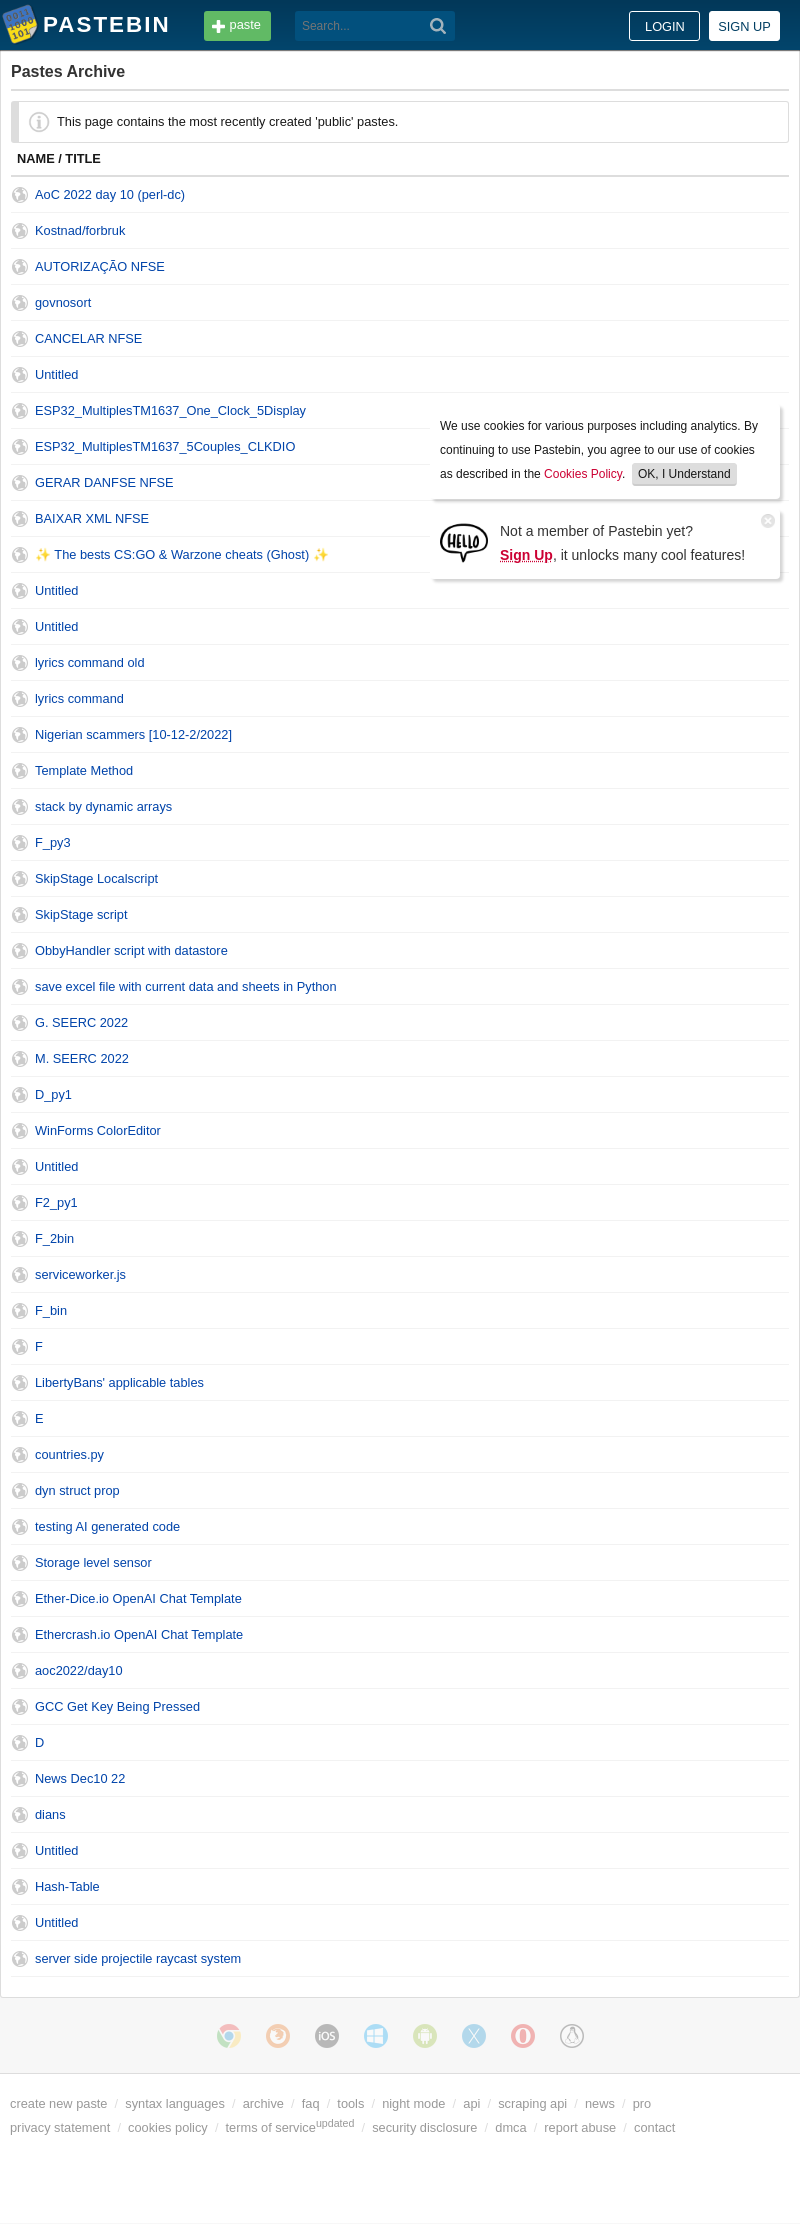 PASTEBIN paste Search... LOGIN SIGN UP
Pastes Archive
This page contains the most recently created 'public' pastes.
NAME / TITLE
AoC 2022 day 10 (perl-dc)
Kostnad/forbruk
AUTORIZAÇÃO NFSE
govnosort
CANCELAR NFSE
Untitled
ESP32_MultiplesTM1637_One_Clock_5Display
ESP32_MultiplesTM1637_5Couples_CLKDIO
GERAR DANFSE NFSE
BAIXAR XML NFSE
✨ The bests CS:GO & Warzone cheats (Ghost) ✨
We use cookies for various purposes including analytics. By
continuing to use Pastebin, you agree to our use of cookies
as described in the Cookies Policy. OK, I Understand
HELLO
Not a member of Pastebin yet?
Sign Up, it unlocks many cool features!
Untitled
Untitled
lyrics command old
lyrics command
Nigerian scammers [10-12-2/2022]
Template Method
stack by dynamic arrays
F_py3
SkipStage Localscript
SkipStage script
ObbyHandler script with datastore
save excel file with current data and sheets in Python
G. SEERC 2022
M. SEERC 2022
D_py1
WinForms ColorEditor
Untitled
F2_py1
F_2bin
serviceworker.js
F_bin
F
LibertyBans' applicable tables
E
countries.py
dyn struct prop
testing AI generated code
Storage level sensor
Ether-Dice.io OpenAI Chat Template
Ethercrash.io OpenAI Chat Template
aoc2022/day10
GCC Get Key Being Pressed
D
News Dec10 22
dians
Untitled
Hash-Table
Untitled
server side projectile raycast system
iOS
create new paste / syntax languages / archive / faq / tools / night mode / api / scraping api / news / pro
privacy statement / cookies policy / terms of service updated / security disclosure / dmca / report abuse / contact